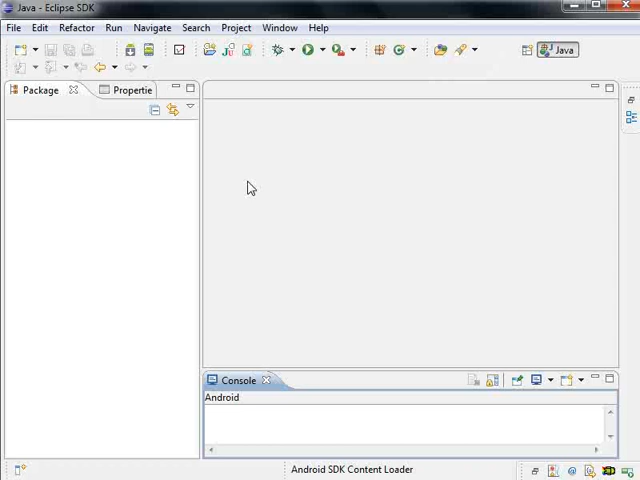 Java - Eclipse SDK
File Edit Refactor Run Navigate Search Project Window Help
Java
Package Propertie
Console
Android
Android SDK Content Loader